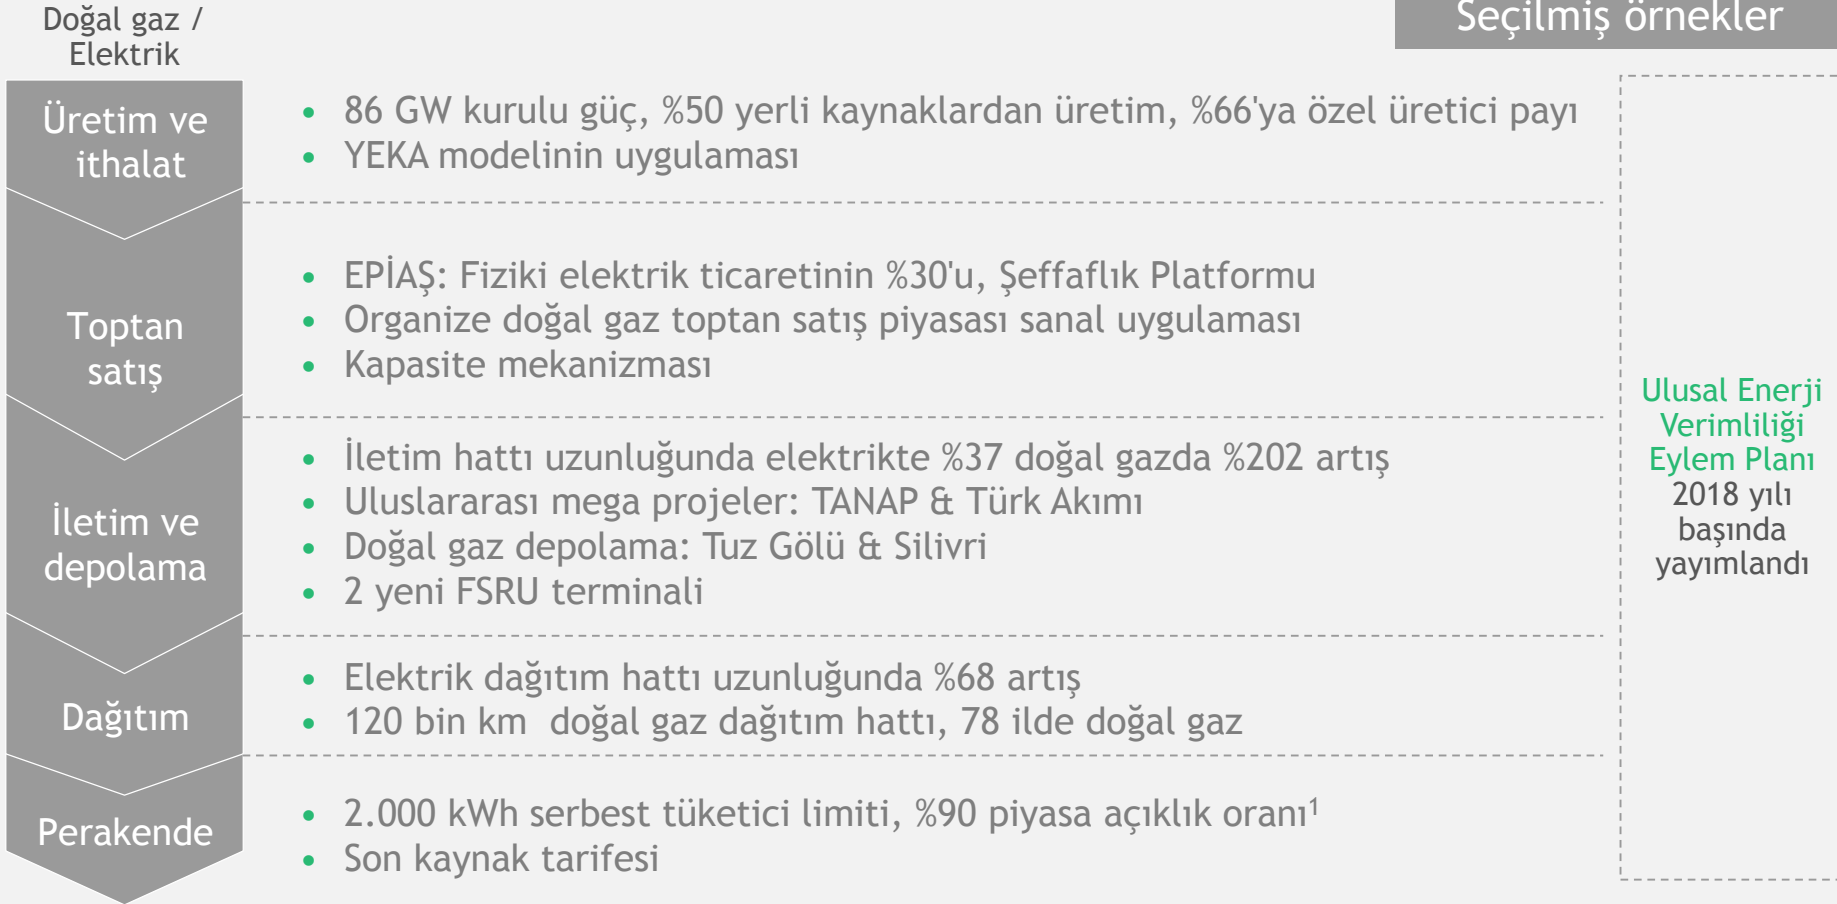 Doğal gaz /
Elektrik
Seçilmiş örnekler
Üretim ve
ithalat
• 86 GW kurulu güç, %50 yerli kaynaklardan üretim, %66'ya özel üretici payı
• YEKA modelinin uygulaması
Toptan
satış
• EPİAŞ: Fiziki elektrik ticaretinin %30'u, Şeffaflık Platformu
• Organize doğal gaz toptan satış piyasası sanal uygulaması
• Kapasite mekanizması
İletim ve
depolama
• İletim hattı uzunluğunda elektrikte %37 doğal gazda %202 artış
• Uluslararası mega projeler: TANAP & Türk Akımı
• Doğal gaz depolama: Tuz Gölü & Silivri
• 2 yeni FSRU terminali
Dağıtım
• Elektrik dağıtım hattı uzunluğunda %68 artış
• 120 bin km  doğal gaz dağıtım hattı, 78 ilde doğal gaz
Perakende
• 2.000 kWh serbest tüketici limiti, %90 piyasa açıklık oranı¹
• Son kaynak tarifesi
Ulusal Enerji
Verimliliği
Eylem Planı
2018 yılı
başında
yayımlandı